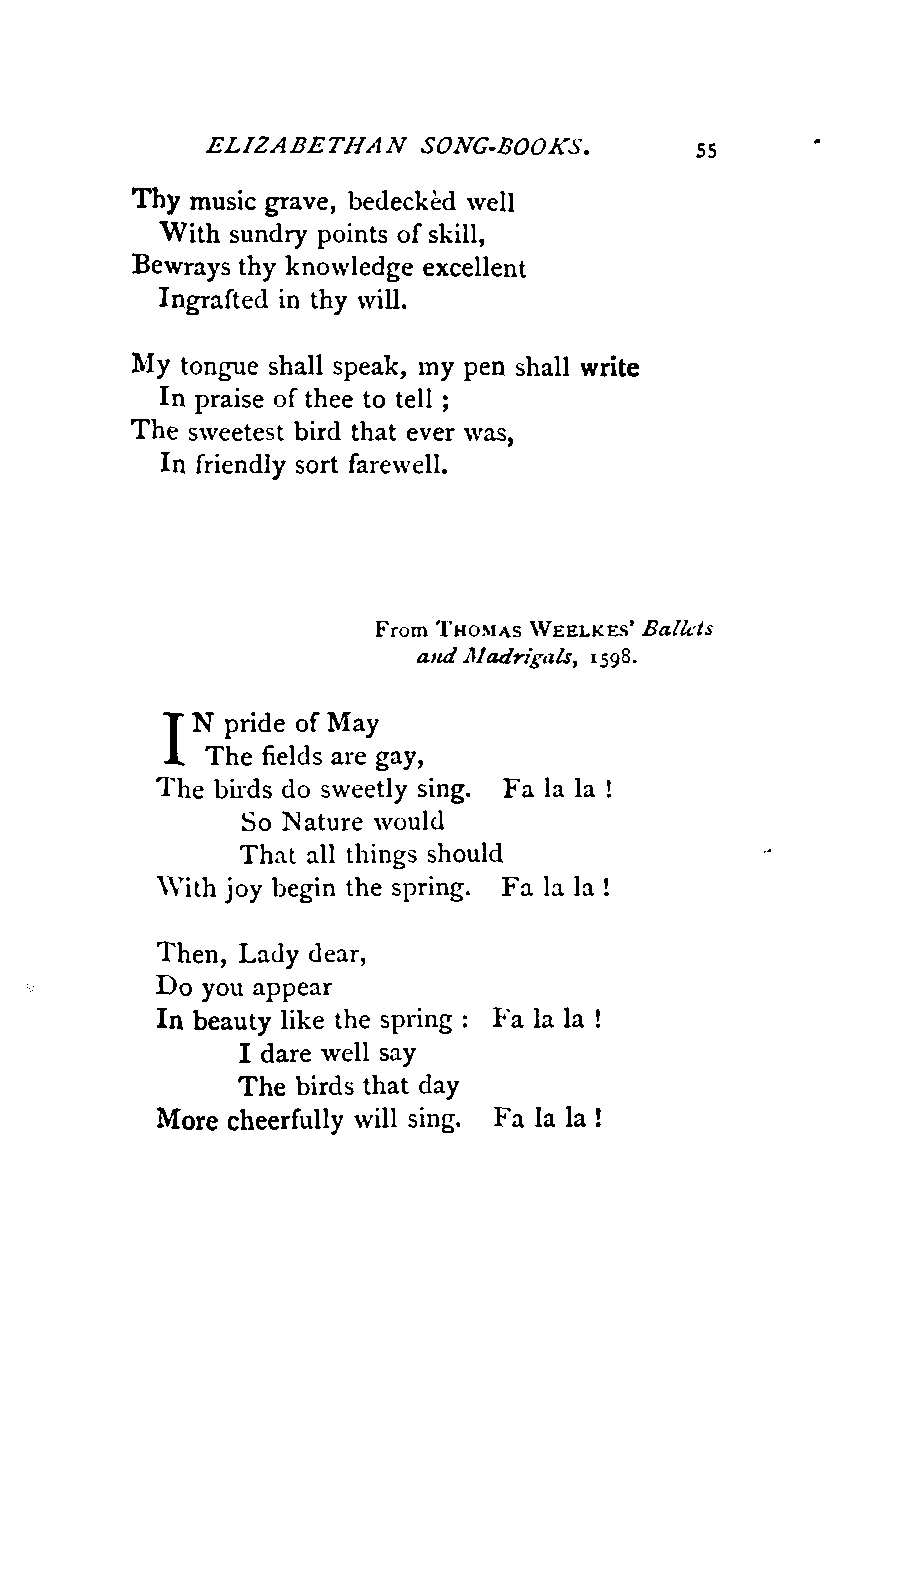 ELIZABETHAN SONG-BOOKS. 55
Thy music grave, bedeckèd well
With sundry points of skill,
Bewrays thy knowledge excellent
Ingrafted in thy will.
My tongue shall speak, my pen shall write
In praise of thee to tell ;
The sweetest bird that ever was,
In friendly sort farewell.
From THOMAS WEELKES' Ballets
and Madrigals, 1598.
IN pride of May
The fields are gay,
The birds do sweetly sing. Fa la la !
So Nature would
That all things should
With joy begin the spring. Fa la la !
Then, Lady dear,
Do you appear
In beauty like the spring : Fa la la !
I dare well say
The birds that day
More cheerfully will sing. Fa la la !